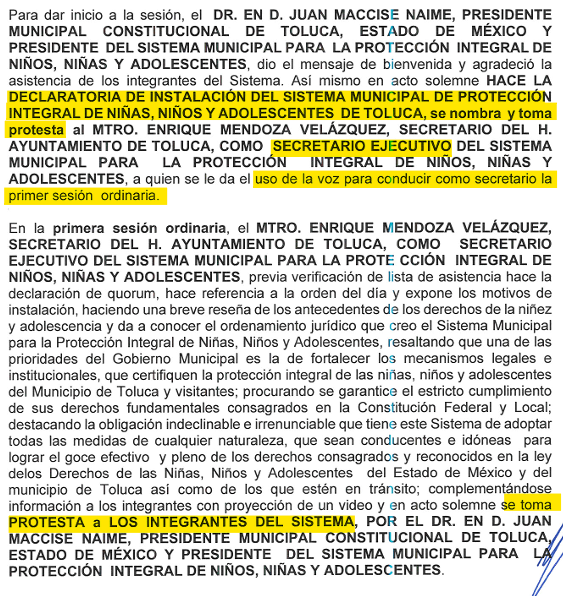 Para dar inicio a la sesión, el DR. EN D. JUAN MACCISE NAIME, PRESIDENTE
MUNICIPAL CONSTITUCIONAL DE TOLUCA, ESTADO DE MÉXICO Y
PRESIDENTE DEL SISTEMA MUNICIPAL PARA LA PROTECCIÓN INTEGRAL DE
NIÑOS, NIÑAS Y ADOLESCENTES, dio el mensaje de bienvenida y agradeció la
asistencia de los integrantes del Sistema. Así mismo en acto solemne HACE LA
DECLARATORIA DE INSTALACIÓN DEL SISTEMA MUNICIPAL DE PROTECCIÓN
INTEGRAL DE NIÑAS, NIÑOS Y ADOLESCENTES DE TOLUCA, se nombra y toma
protesta al MTRO. ENRIQUE MENDOZA VELÁZQUEZ, SECRETARIO DEL H.
AYUNTAMIENTO DE TOLUCA, COMO SECRETARIO EJECUTIVO DEL SISTEMA
MUNICIPAL PARA LA PROTECCIÓN INTEGRAL DE NIÑOS, NIÑAS Y
ADOLESCENTES, a quien se le da el uso de la voz para conducir como secretario la
primer sesión ordinaria.
En la primera sesión ordinaria, el MTRO. ENRIQUE MENDOZA VELÁZQUEZ,
SECRETARIO DEL H. AYUNTAMIENTO DE TOLUCA, COMO SECRETARIO
EJECUTIVO DEL SISTEMA MUNICIPAL PARA LA PROTECCIÓN INTEGRAL DE
NIÑOS, NIÑAS Y ADOLESCENTES, previa verificación de lista de asistencia hace la
declaración de quorum, hace referencia a la orden del día y expone los motivos de
instalación, haciendo una breve reseña de los antecedentes de los derechos de la niñez
y adolescencia y da a conocer el ordenamiento jurídico que creo el Sistema Municipal
para la Protección Integral de Niñas, Niños y Adolescentes, resaltando que una de las
prioridades del Gobierno Municipal es la de fortalecer los mecanismos legales e
institucionales, que certifiquen la protección integral de las niñas, niños y adolescentes
del Municipio de Toluca y visitantes; procurando se garantice el estricto cumplimiento
de sus derechos fundamentales consagrados en la Constitución Federal y Local;
destacando la obligación indeclinable e irrenunciable que tiene este Sistema de adoptar
todas las medidas de cualquier naturaleza, que sean conducentes e idóneas para
lograr el goce efectivo y pleno de los derechos consagrados y reconocidos en la ley
delos Derechos de las Niñas, Niños y Adolescentes del Estado de México y del
municipio de Toluca así como de los que estén en tránsito; complementándose
información a los integrantes con proyección de un video y en acto solemne se toma
PROTESTA a LOS INTEGRANTES DEL SISTEMA, POR EL DR. EN D. JUAN
MACCISE NAIME, PRESIDENTE MUNICIPAL CONSTITUCIONAL DE TOLUCA,
ESTADO DE MÉXICO Y PRESIDENTE DEL SISTEMA MUNICIPAL PARA LA
PROTECCIÓN INTEGRAL DE NIÑOS, NIÑAS Y ADOLESCENTES.